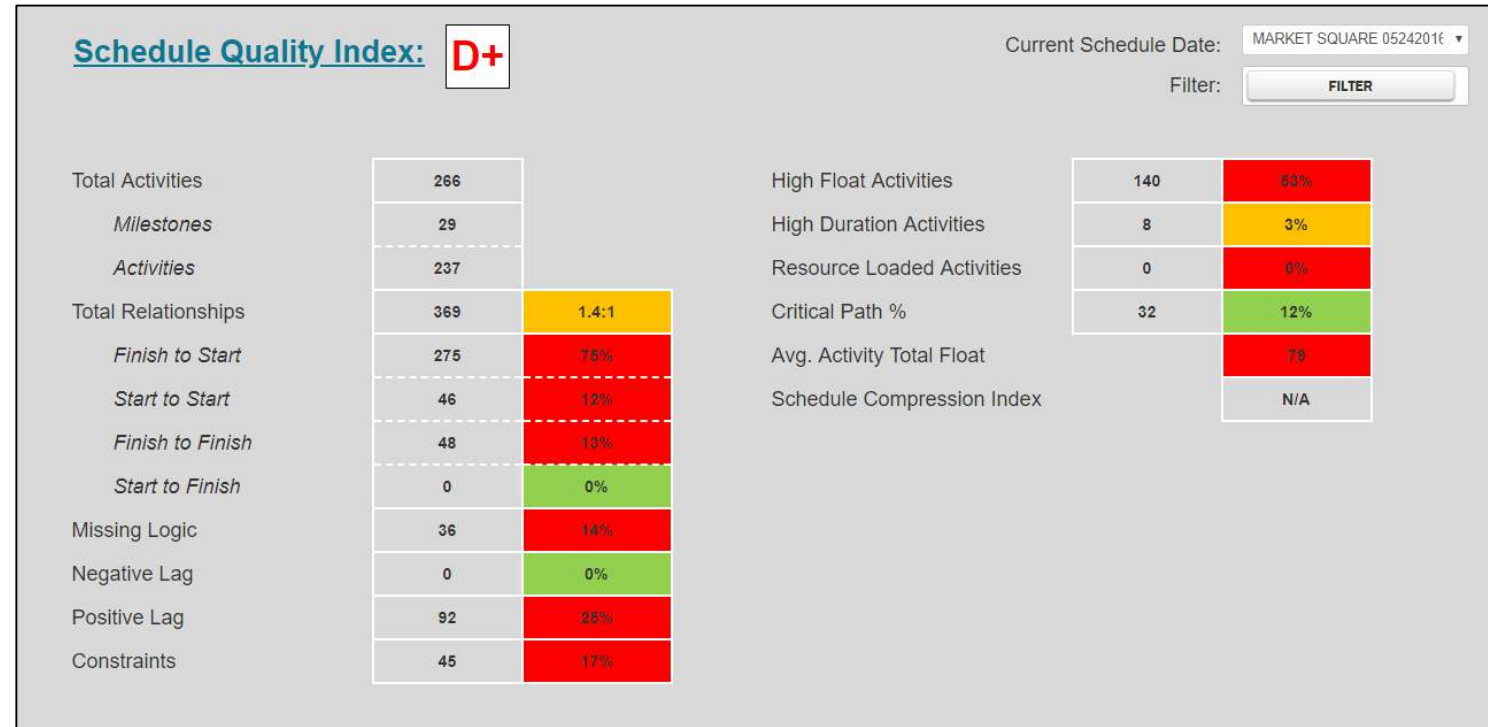 Schedule Quality Index: D+
Current Schedule Date: MARKET SQUARE 05242016
Filter: FILTER
Total Activities 266
Milestones 29
Activities 237
Total Relationships 369 1.4:1
Finish to Start 275 75%
Start to Start 46 12%
Finish to Finish 48 13%
Start to Finish 0 0%
Missing Logic 36 14%
Negative Lag 0 0%
Positive Lag 92 25%
Constraints 45 17%
High Float Activities 140 53%
High Duration Activities 8 3%
Resource Loaded Activities 0 0%
Critical Path % 32 12%
Avg. Activity Total Float 79
Schedule Compression Index N/A